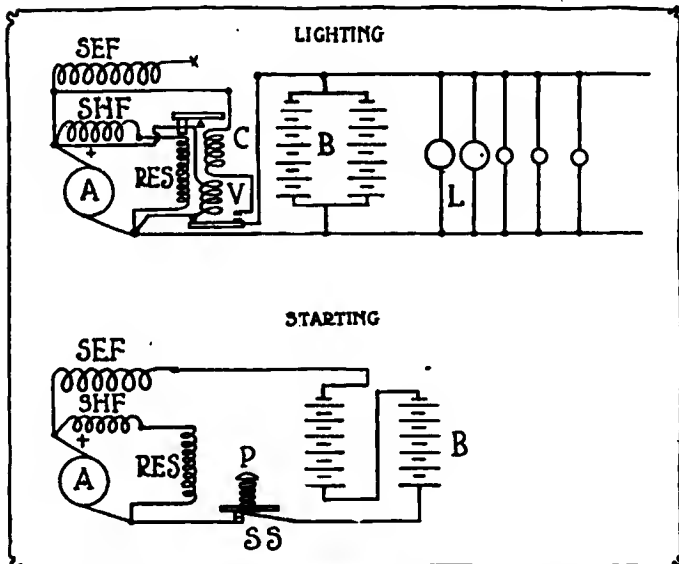 LIGHTING
SEF
SHF
+
C
RES
V
A
B
L
STARTING
SEF
SHF
+
RES
P
A
B
SS